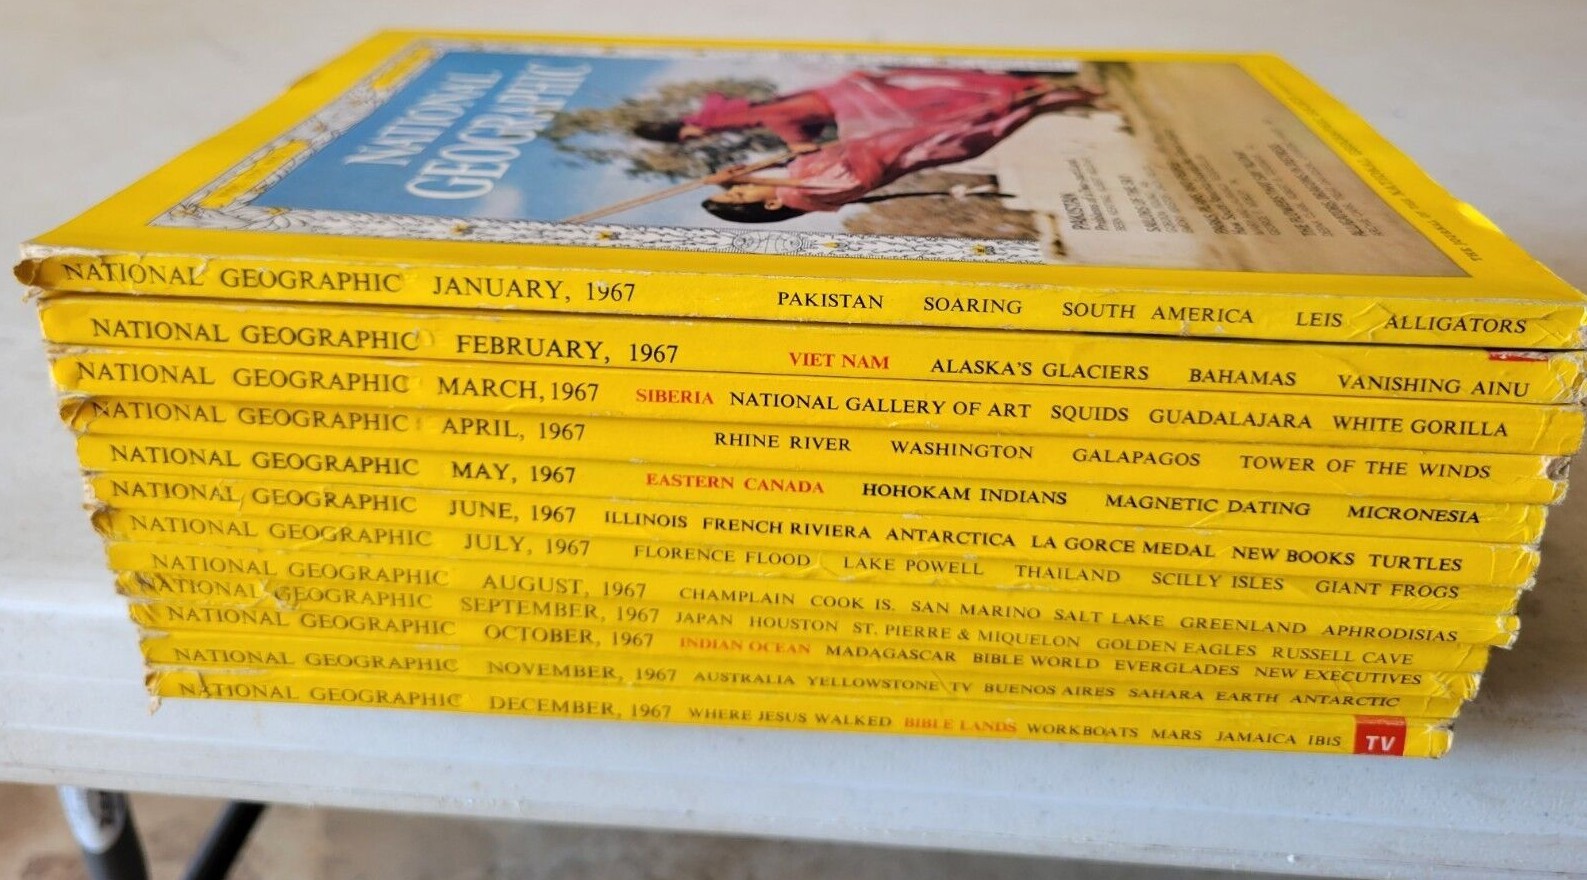 NATIONAL
GEOGRAPHIC
PAKISTAN
NATIONAL GEOGRAPHIC JANUARY, 1967 PAKISTAN SOARING SOUTH AMERICA LEIS ALLIGATORS
NATIONAL GEOGRAPHIC FEBRUARY, 1967 VIET NAM ALASKA'S GLACIERS BAHAMAS VANISHING AINU
NATIONAL GEOGRAPHIC MARCH, 1967 SIBERIA NATIONAL GALLERY OF ART SQUIDS GUADALAJARA WHITE GORILLA
NATIONAL GEOGRAPHIC APRIL, 1967 RHINE RIVER WASHINGTON GALAPAGOS TOWER OF THE WINDS
NATIONAL GEOGRAPHIC MAY, 1967 EASTERN CANADA HOHOKAM INDIANS MAGNETIC DATING MICRONESIA
NATIONAL GEOGRAPHIC JUNE, 1967 ILLINOIS FRENCH RIVIERA ANTARCTICA LA GORCE MEDAL NEW BOOKS TURTLES
NATIONAL GEOGRAPHIC JULY, 1967 FLORENCE FLOOD LAKE POWELL THAILAND SCILLY ISLES GIANT FROGS
NATIONAL GEOGRAPHIC AUGUST, 1967 CHAMPLAIN COOK IS. SAN MARINO SALT LAKE GREENLAND APHRODISIAS
NATIONAL GEOGRAPHIC SEPTEMBER, 1967 JAPAN HOUSTON ST. PIERRE & MIQUELON GOLDEN EAGLES RUSSELL CAVE
NATIONAL GEOGRAPHIC OCTOBER, 1967 INDIAN OCEAN MADAGASCAR BIBLE WORLD EVERGLADES NEW EXECUTIVES
NATIONAL GEOGRAPHIC NOVEMBER, 1967 AUSTRALIA YELLOWSTONE TV BUENOS AIRES SAHARA EARTH ANTARCTIC
NATIONAL GEOGRAPHIC DECEMBER, 1967 WHERE JESUS WALKED BIBLE LANDS WORKBOATS MARS JAMAICA IBIS TV